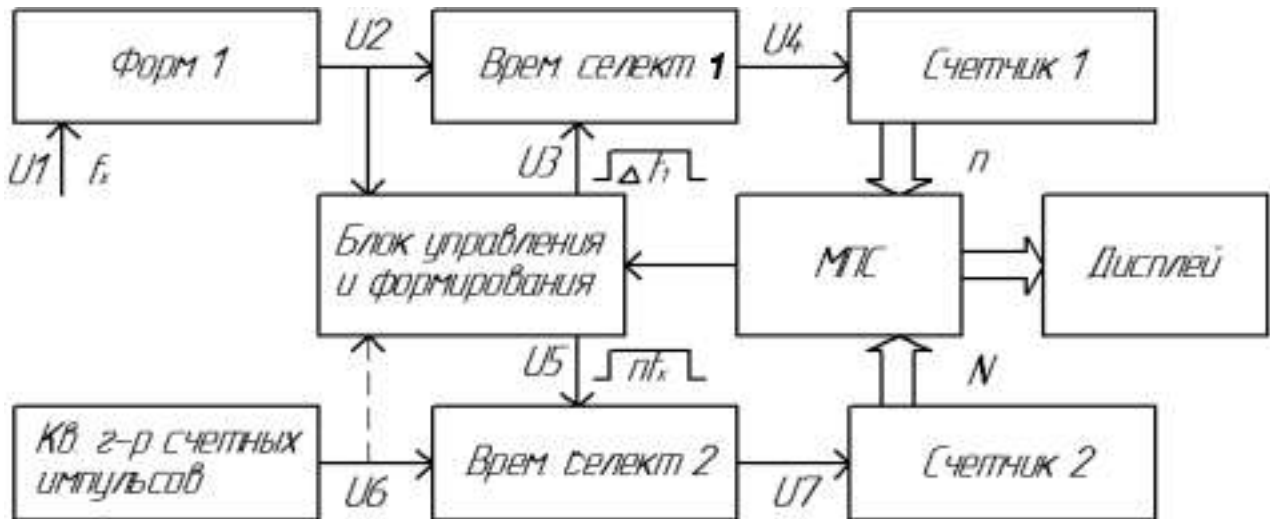 Форм 1
U2
Врем. селект 1
U4
Счетчик 1
U1
fₓ
U3
Δt₁
n
Блок управления
и формирования
МПС
Дисплей
U5
ntₓ
N
Кв. г-р счетных
импульсов
U6
Врем. селект 2
U7
Счетчик 2